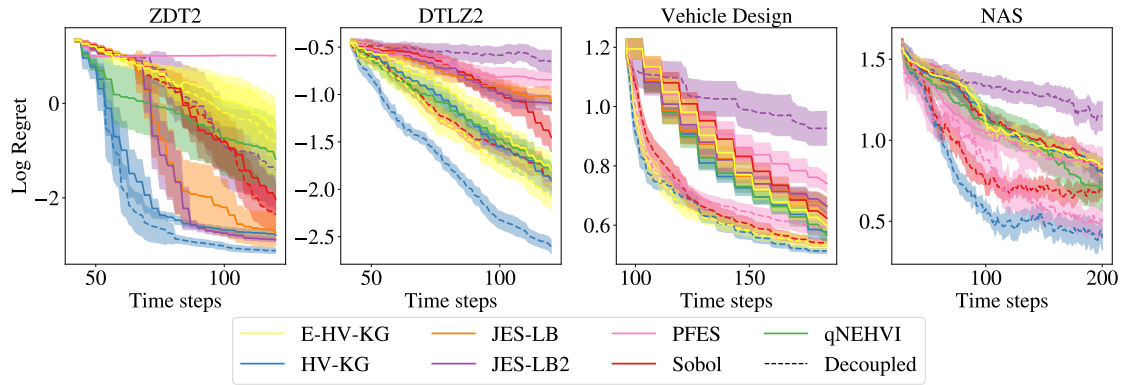 ZDT2 DTLZ2 Vehicle Design NAS
Log Regret
0
−2
50 100
Time steps
−0.5
−1.0
−1.5
−2.0
−2.5
50 100
Time steps
1.2
1.0
0.8
0.6
100 150
Time steps
1.5
1.0
0.5
100 200
Time steps
E-HV-KG JES-LB PFES qNEHVI
HV-KG JES-LB2 Sobol Decoupled